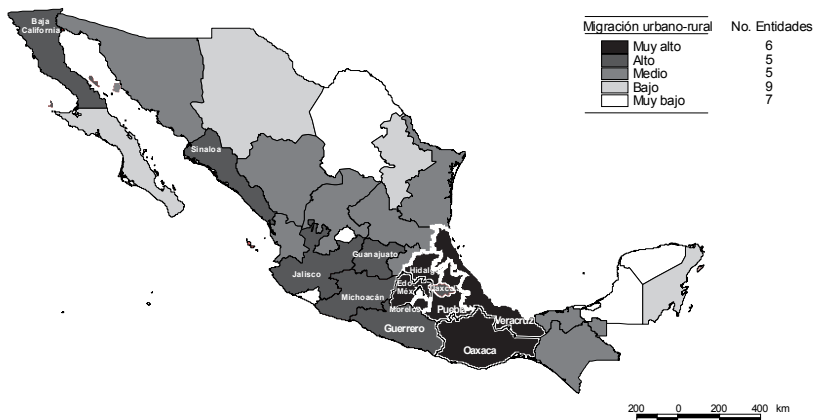 Migración urbano-rural No. Entidades
Muy alto 6
Alto 5
Medio 5
Bajo 9
Muy bajo 7
Baja
California
Sinaloa
Guanajuato
Hidalgo
Jalisco
Edo
Méx
Michoacán
Morelos
Puebla
Veracruz
Guerrero
Oaxaca
200 0 200 400 km